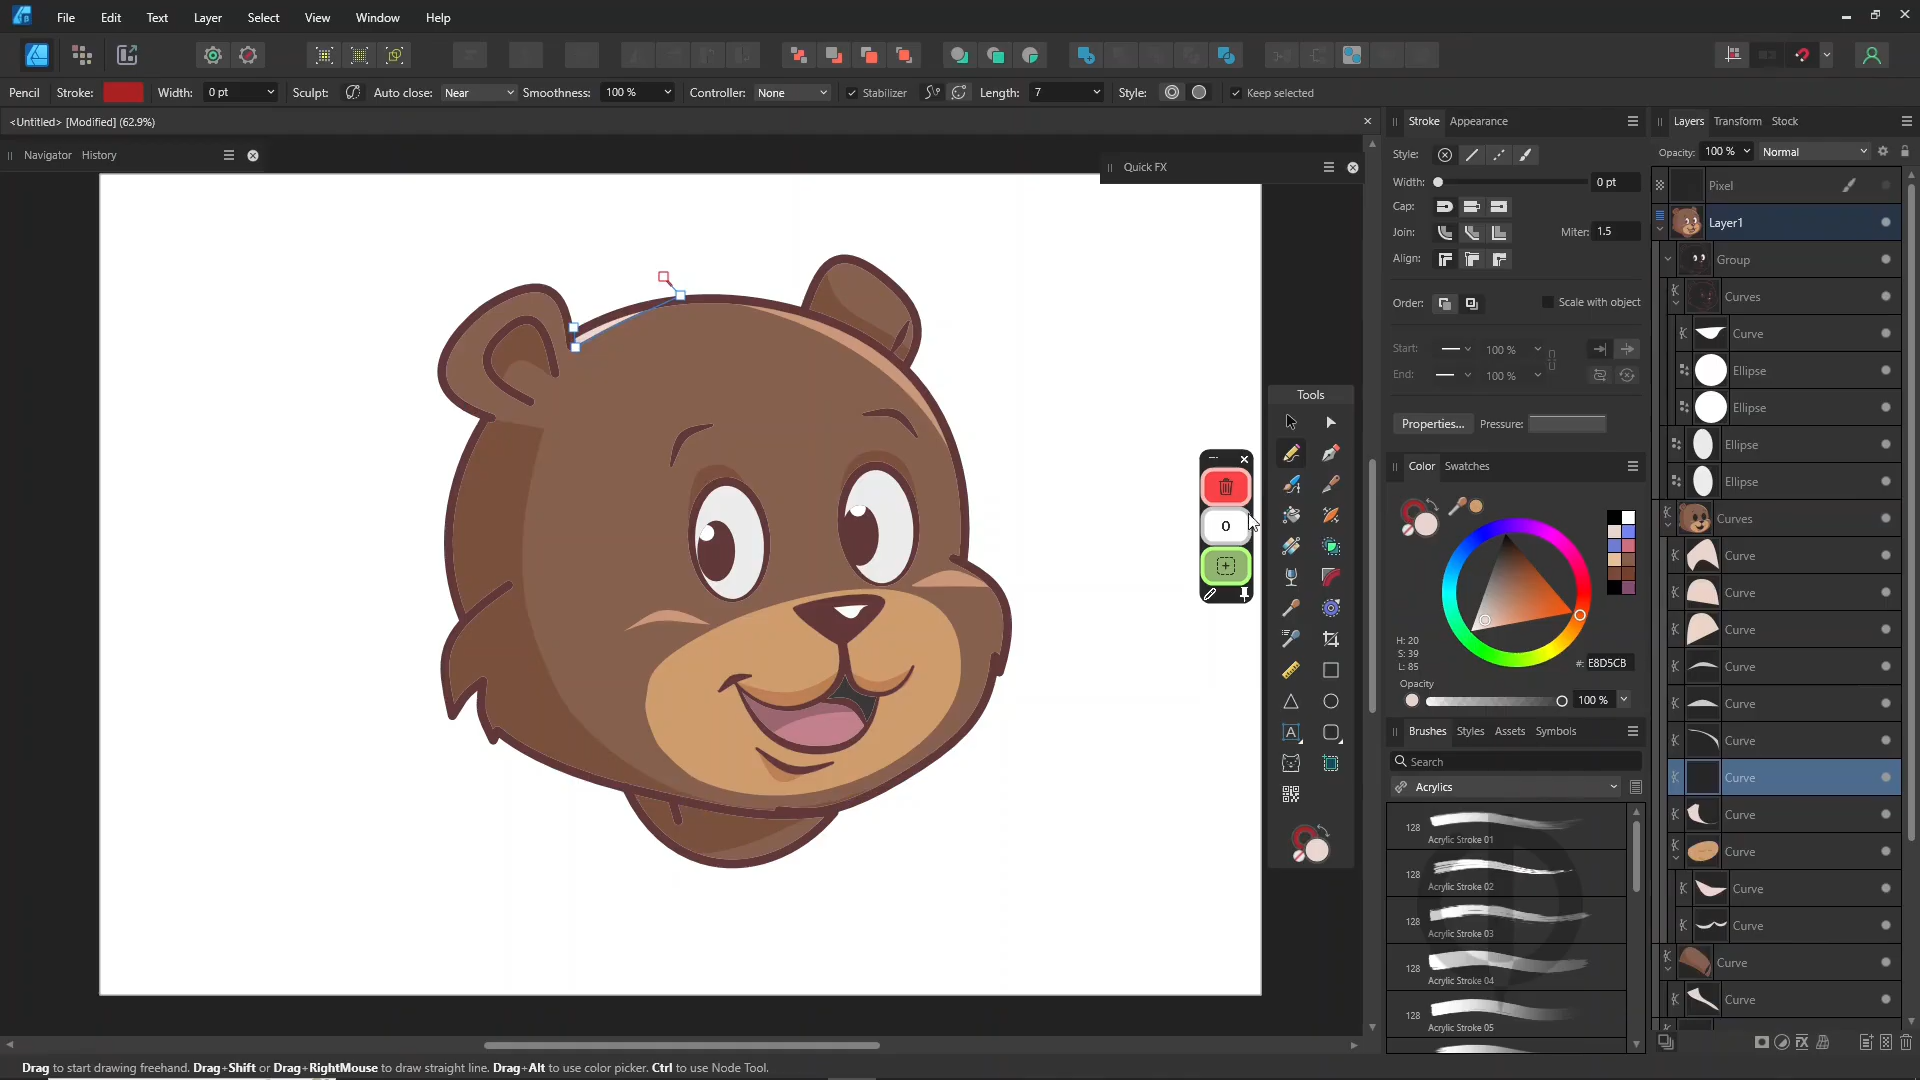 File Edit Text Layer Select View Window Help
Pencil Stroke: Width: 0 pt Sculpt: Auto close: Near Smoothness: 100 % Controller: None Stabilizer Length: 7 Style: Keep selected
<Untitled> [Modified] (62.9%)
Navigator History
Quick FX
Tools
0
Stroke Appearance
Style:
Width: 0 pt
Cap:
Join: Miter: 1.5
Align:
Order: Scale with object
Start: 100 %
End: 100 %
Properties... Pressure:
Color Swatches
H: 20
S: 39
L: 85
#: E8D5CB
Opacity
100 %
Brushes Styles Assets Symbols
Search
Acrylics
128 Acrylic Stroke 01
128 Acrylic Stroke 02
128 Acrylic Stroke 03
128 Acrylic Stroke 04
128 Acrylic Stroke 05
Layers Transform Stock
Opacity: 100 % Normal
Pixel
Layer1
Group
Curves
Curve
Ellipse
Ellipse
Ellipse
Ellipse
Curves
Curve
Curve
Curve
Curve
Curve
Curve
Curve
Curve
Curve
Curve
Curve
Curve
Curve
Drag to start drawing freehand. Drag+Shift or Drag+RightMouse to draw straight line. Drag+Alt to use color picker. Ctrl to use Node Tool.